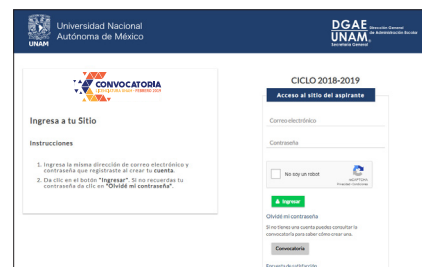 Universidad Nacional
Autónoma de México
UNAM
DGAE
UNAM
Dirección General
de Administración Escolar
Secretaría General
CONVOCATORIA
FEBRERO 2019
Ingresa a tu Sitio
Instrucciones
1. Ingresa la misma dirección de correo electrónico y
contraseña que registraste al crear tu cuenta.
2. Da clic en el botón "Ingresar". Si no recuerdas tu
contraseña da clic en "Olvidé mi contraseña".
CICLO 2018-2019
Acceso al sitio del aspirante
Correo electrónico
Contraseña
No soy un robot
reCAPTCHA
Ingresar
Olvidé mi contraseña
Si no tienes una cuenta puedes consultar la
convocatoria para saber cómo crear una.
Convocatoria
Encuesta de satisfacción